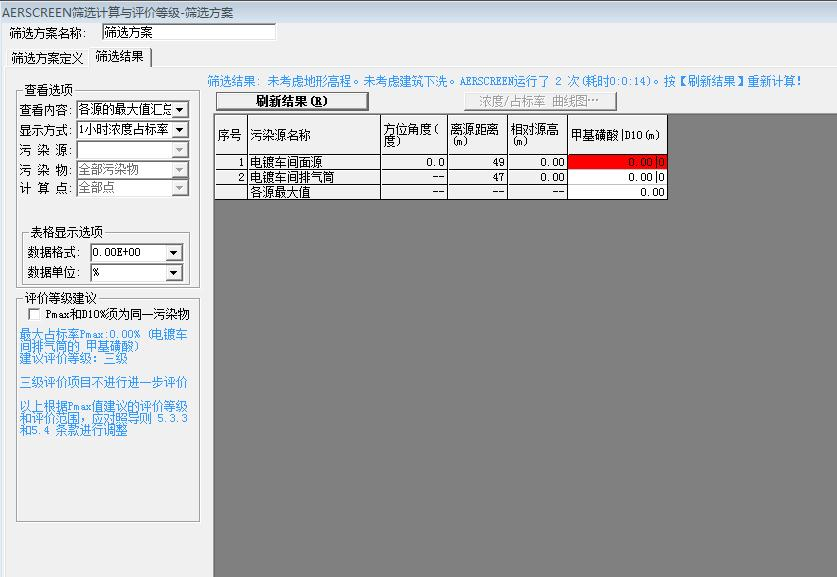 AERSCREEN筛选计算与评价等级-筛选方案
筛选方案名称: 筛选方案
筛选方案定义 筛选结果
筛选结果: 未考虑地形高程。未考虑建筑下洗。AERSCREEN运行了 2 次(耗时0:0:14)。按【刷新结果】重新计算!
查看选项
查看内容: 各源的最大值汇总
显示方式: 1小时浓度占标率
污 染 源:
污 染 物: 全部污染物
计 算 点: 全部点
表格显示选项
数据格式: 0.00E+00
数据单位: %
评价等级建议
Pmax和D10%须为同一污染物
最大占标率Pmax:0.00% (电镀车
间排气筒的 甲基磺酸)
建议评价等级: 三级
三级评价项目不进行进一步评价
以上根据Pmax值建议的评价等级
和评价范围,应对照导则 5.3.3
和5.4 条款进行调整
刷新结果(R) 浓度/占标率 曲线图…
序号 污染源名称 方位角度(度) 离源距离(m) 相对源高(m) 甲基磺酸|D10(m)
1 电镀车间面源 0.0 49 0.00 0.00|0
2 电镀车间排气筒 -- 47 0.00 0.00|0
各源最大值 -- -- -- 0.00